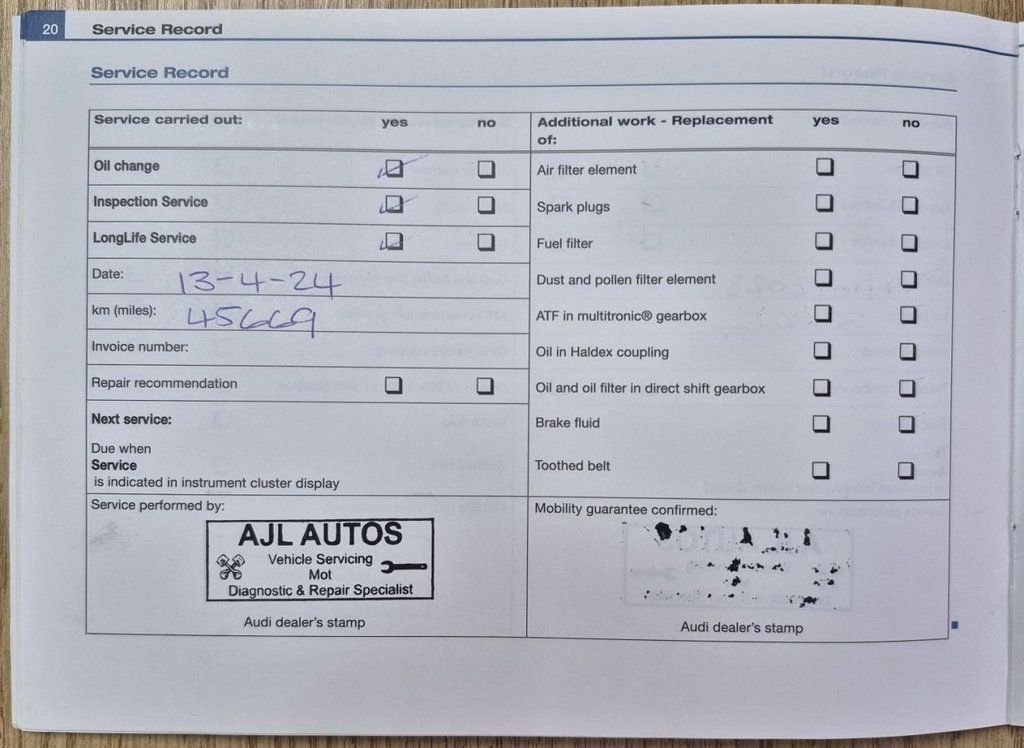 20 Service Record
Service Record
Service carried out: yes no
Oil change
Inspection Service
LongLife Service
Date: 13-4-24
km (miles): 45669
Invoice number:
Repair recommendation
Next service:
Due when
Service
is indicated in instrument cluster display
Service performed by:
AJL AUTOS
Vehicle Servicing
Mot
Diagnostic & Repair Specialist
Audi dealer's stamp
Additional work - Replacement of: yes no
Air filter element
Spark plugs
Fuel filter
Dust and pollen filter element
ATF in multitronic® gearbox
Oil in Haldex coupling
Oil and oil filter in direct shift gearbox
Brake fluid
Toothed belt
Mobility guarantee confirmed:
Audi dealer's stamp